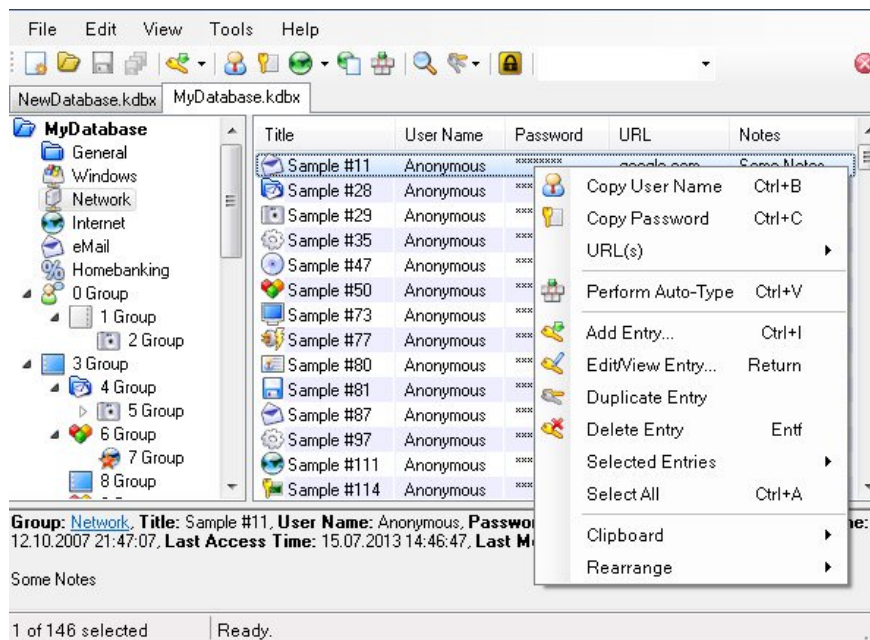 File Edit View Tools Help
NewDatabase.kdbx MyDatabase.kdbx
MyDatabase
General
Windows
Network
Internet
eMail
Homebanking
0 Group
1 Group
2 Group
3 Group
4 Group
5 Group
6 Group
7 Group
8 Group
Title User Name Password URL Notes
Sample #11 Anonymous ******** google.com Some Notes
Sample #28 Anonymous ***
Sample #29 Anonymous ***
Sample #35 Anonymous ***
Sample #47 Anonymous ***
Sample #50 Anonymous ***
Sample #73 Anonymous ***
Sample #77 Anonymous ***
Sample #80 Anonymous ***
Sample #81 Anonymous ***
Sample #87 Anonymous ***
Sample #97 Anonymous ***
Sample #111 Anonymous ***
Sample #114 Anonymous ***
Copy User Name Ctrl+B
Copy Password Ctrl+C
URL(s)
Perform Auto-Type Ctrl+V
Add Entry... Ctrl+I
Edit/View Entry... Return
Duplicate Entry
Delete Entry Entf
Selected Entries
Select All Ctrl+A
Clipboard
Rearrange
Group: Network, Title: Sample #11, User Name: Anonymous, Passwo
12.10.2007 21:47:07, Last Access Time: 15.07.2013 14:46:47, Last M
Some Notes
1 of 146 selected Ready.